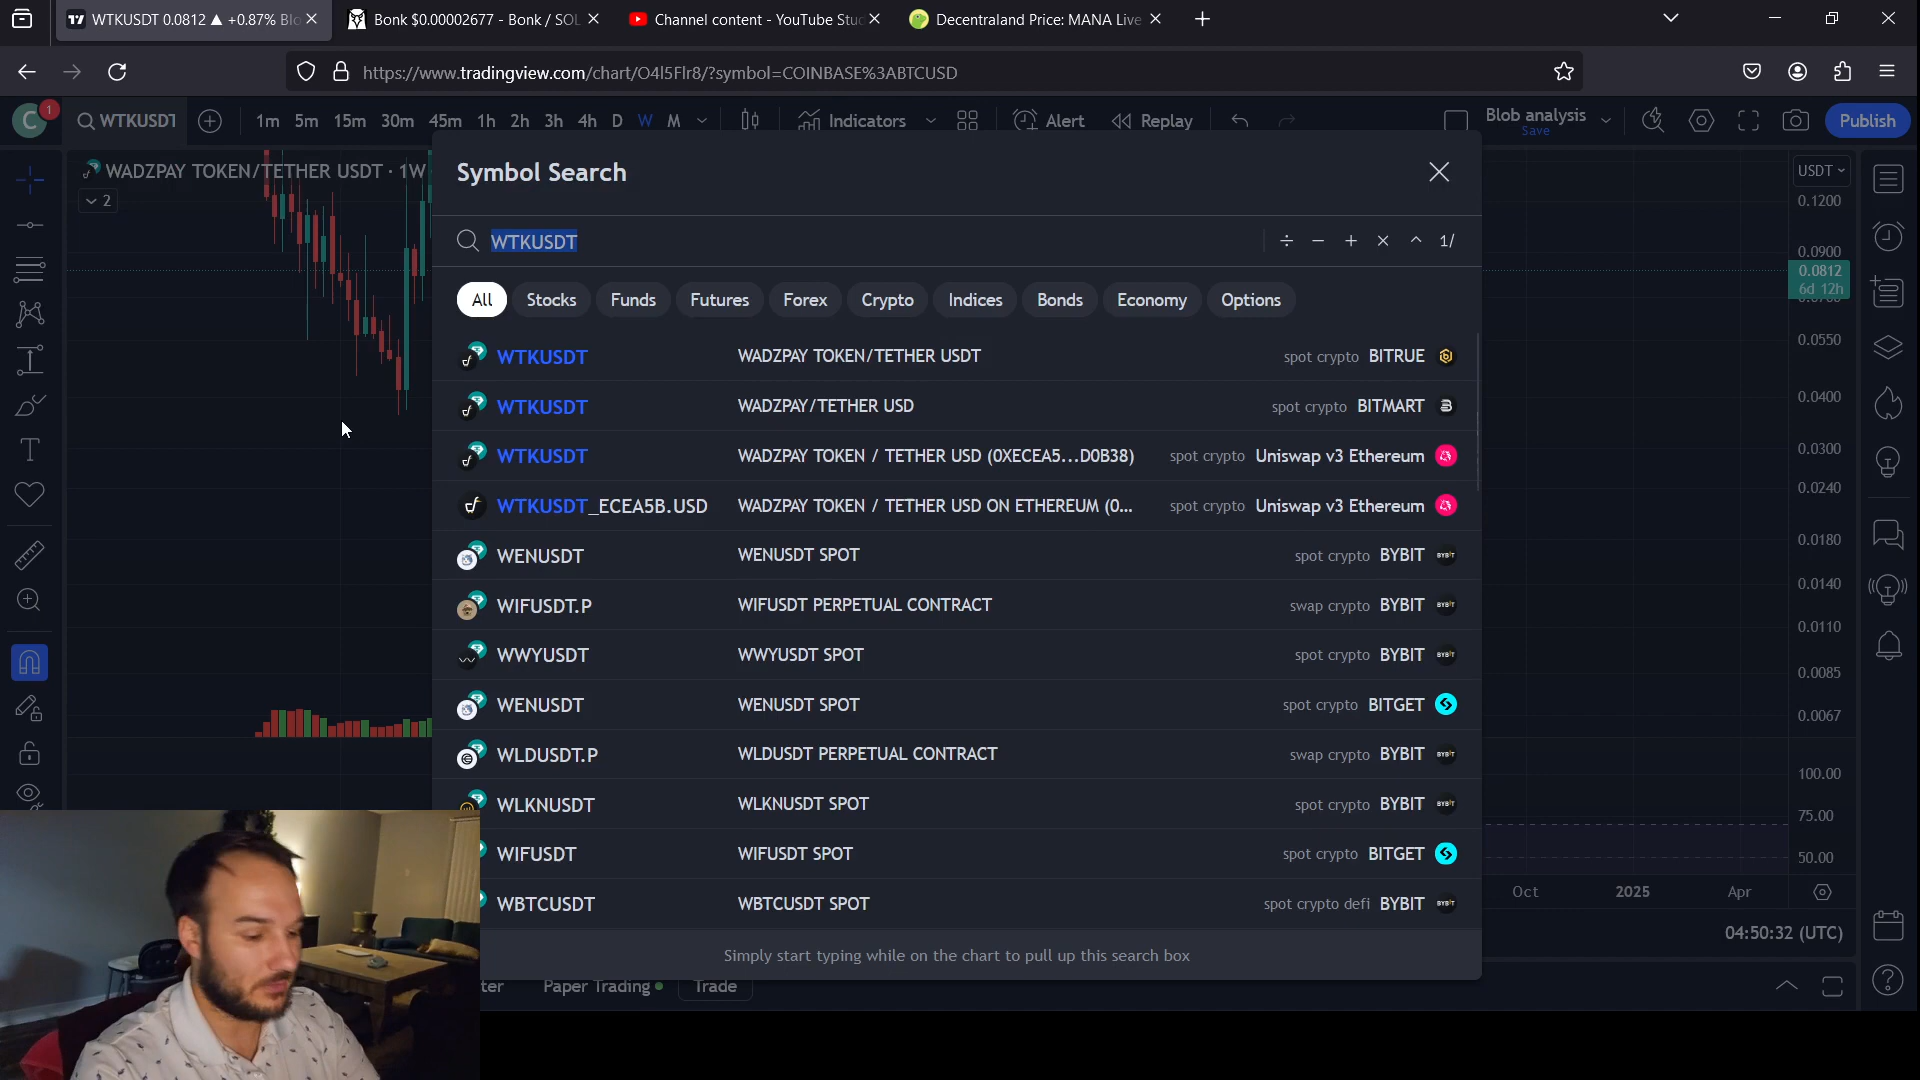 WTKUSDT 0.0812 ▲ +0.87% Blo
Bonk $0.00002677 - Bonk / SOL
Channel content - YouTube Stu
Decentraland Price: MANA Live
https://www.tradingview.com/chart/O4l5Flr8/?symbol=COINBASE%3ABTCUSD
C 1
WTKUSDT
1m 5m 15m 30m 45m 1h 2h 3h 4h D W M
Indicators
Alert
Replay
Blob analysis
Save
Publish
WADZPAY TOKEN/TETHER USDT · 1W
2
Symbol Search
WTKUSDT
÷ − + × ^ 1/
All Stocks Funds Futures Forex Crypto Indices Bonds Economy Options
WTKUSDT WADZPAY TOKEN/TETHER USDT spot crypto BITRUE
WTKUSDT WADZPAY/TETHER USD spot crypto BITMART
WTKUSDT WADZPAY TOKEN / TETHER USD (0XECEA5...D0B38) spot crypto Uniswap v3 Ethereum
WTKUSDT_ECEA5B.USD WADZPAY TOKEN / TETHER USD ON ETHEREUM (0... spot crypto Uniswap v3 Ethereum
WENUSDT WENUSDT SPOT spot crypto BYBIT
WIFUSDT.P WIFUSDT PERPETUAL CONTRACT swap crypto BYBIT
WWYUSDT WWYUSDT SPOT spot crypto BYBIT
WENUSDT WENUSDT SPOT spot crypto BITGET
WLDUSDT.P WLDUSDT PERPETUAL CONTRACT swap crypto BYBIT
WLKNUSDT WLKNUSDT SPOT spot crypto BYBIT
WIFUSDT WIFUSDT SPOT spot crypto BITGET
WBTCUSDT WBTCUSDT SPOT spot crypto defi BYBIT
Simply start typing while on the chart to pull up this search box
USDT
0.1200
0.0900
0.0812
6d 12h
0.0550
0.0400
0.0300
0.0240
0.0180
0.0140
0.0110
0.0085
0.0067
100.00
75.00
50.00
Oct 2025 Apr
04:50:32 (UTC)
ter Paper Trading Trade